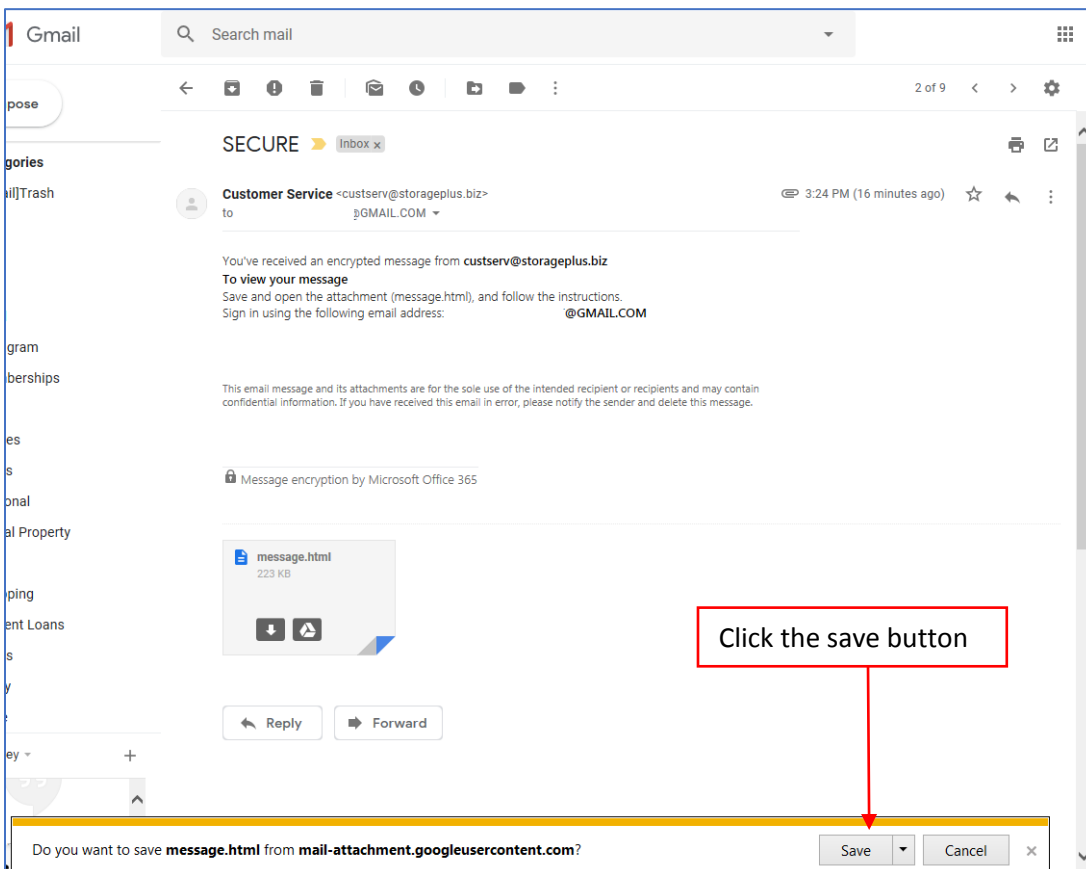 Gmail
Search mail
pose
2 of 9
SECURE Inbox x
gories
ail]Trash
Customer Service <custserv@storageplus.biz>
3:24 PM (16 minutes ago)
to @GMAIL.COM
You've received an encrypted message from custserv@storageplus.biz
To view your message
Save and open the attachment (message.html), and follow the instructions.
Sign in using the following email address: @GMAIL.COM
gram
berships
This email message and its attachments are for the sole use of the intended recipient or recipients and may contain
confidential information. If you have received this email in error, please notify the sender and delete this message.
es
s
onal
Message encryption by Microsoft Office 365
al Property
message.html
223 KB
ping
ent Loans
s
y
Click the save button
Reply
Forward
ey
Do you want to save message.html from mail-attachment.googleusercontent.com?
Save
Cancel